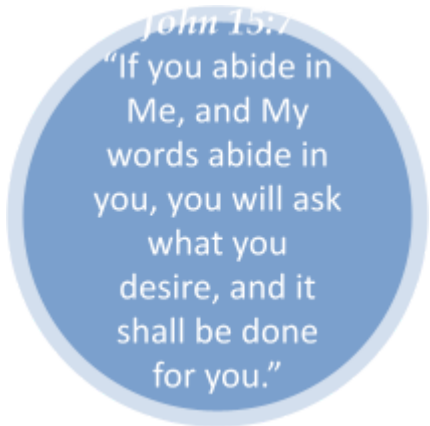 John 15:7
“If you abide in
Me, and My
words abide in
you, you will ask
what you
desire, and it
shall be done
for you.”